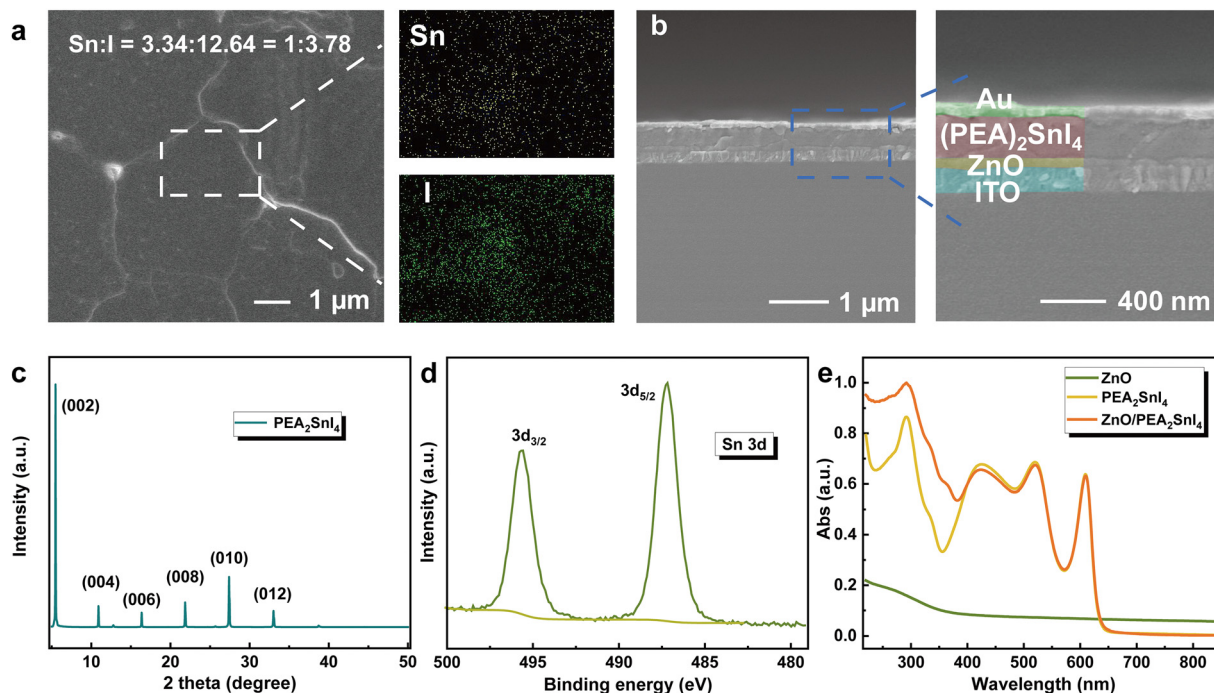 a
Sn:I = 3.34:12.64 = 1:3.78
1 μm
Sn
I
b
1 μm
Au
(PEA)₂SnI₄
ZnO
ITO
400 nm
c
(002)
PEA₂SnI₄
(004)
(006)
(008)
(010)
(012)
Intensity (a.u.)
10 20 30 40 50
2 theta (degree)
d
3d₃/₂
3d₅/₂
Sn 3d
Intensity (a.u.)
500 495 490 485 480
Binding energy (eV)
e
ZnO
PEA₂SnI₄
ZnO/PEA₂SnI₄
Abs (a.u.)
1.0
0.8
0.6
0.4
0.2
0.0
300 400 500 600 700 800
Wavelength (nm)